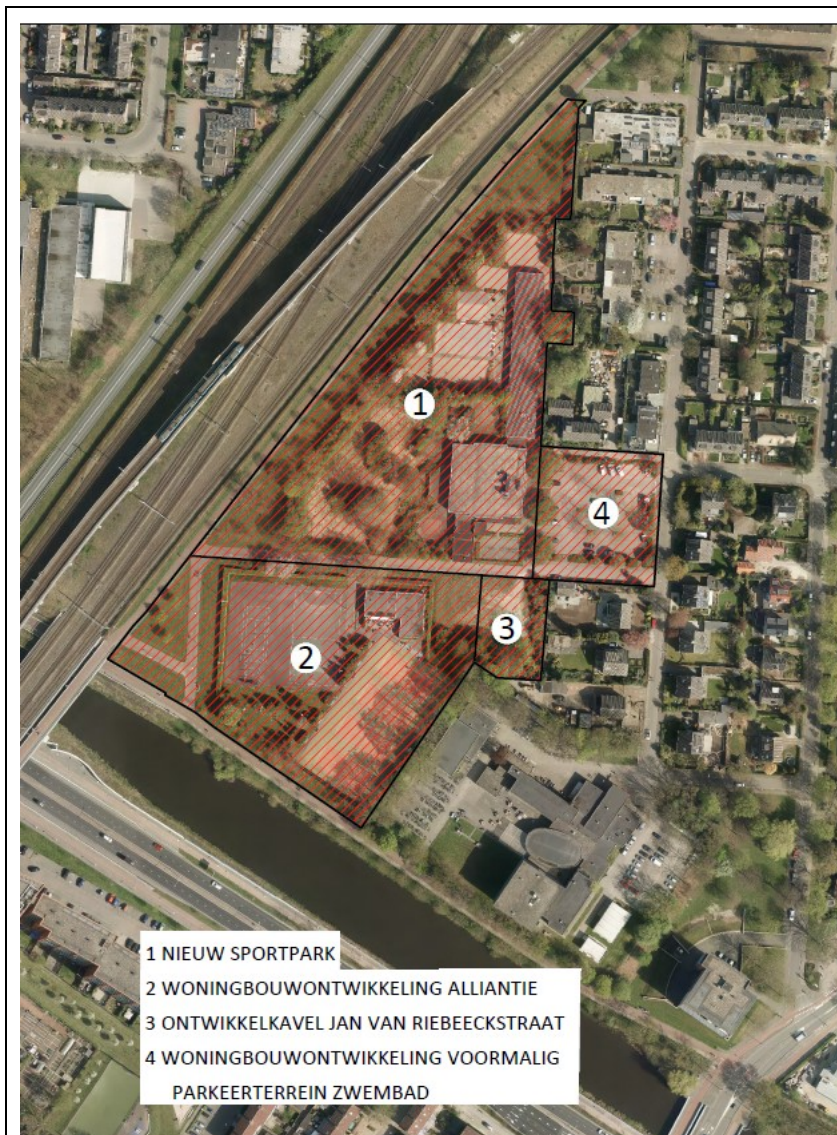 1
4
3
2
1 NIEUW SPORTPARK
2 WONINGBOUWONTWIKKELING ALLIANTIE
3 ONTWIKKELKAVEL JAN VAN RIEBEECKSTRAAT
4 WONINGBOUWONTWIKKELING VOORMALIG
PARKEERTERREIN ZWEMBAD